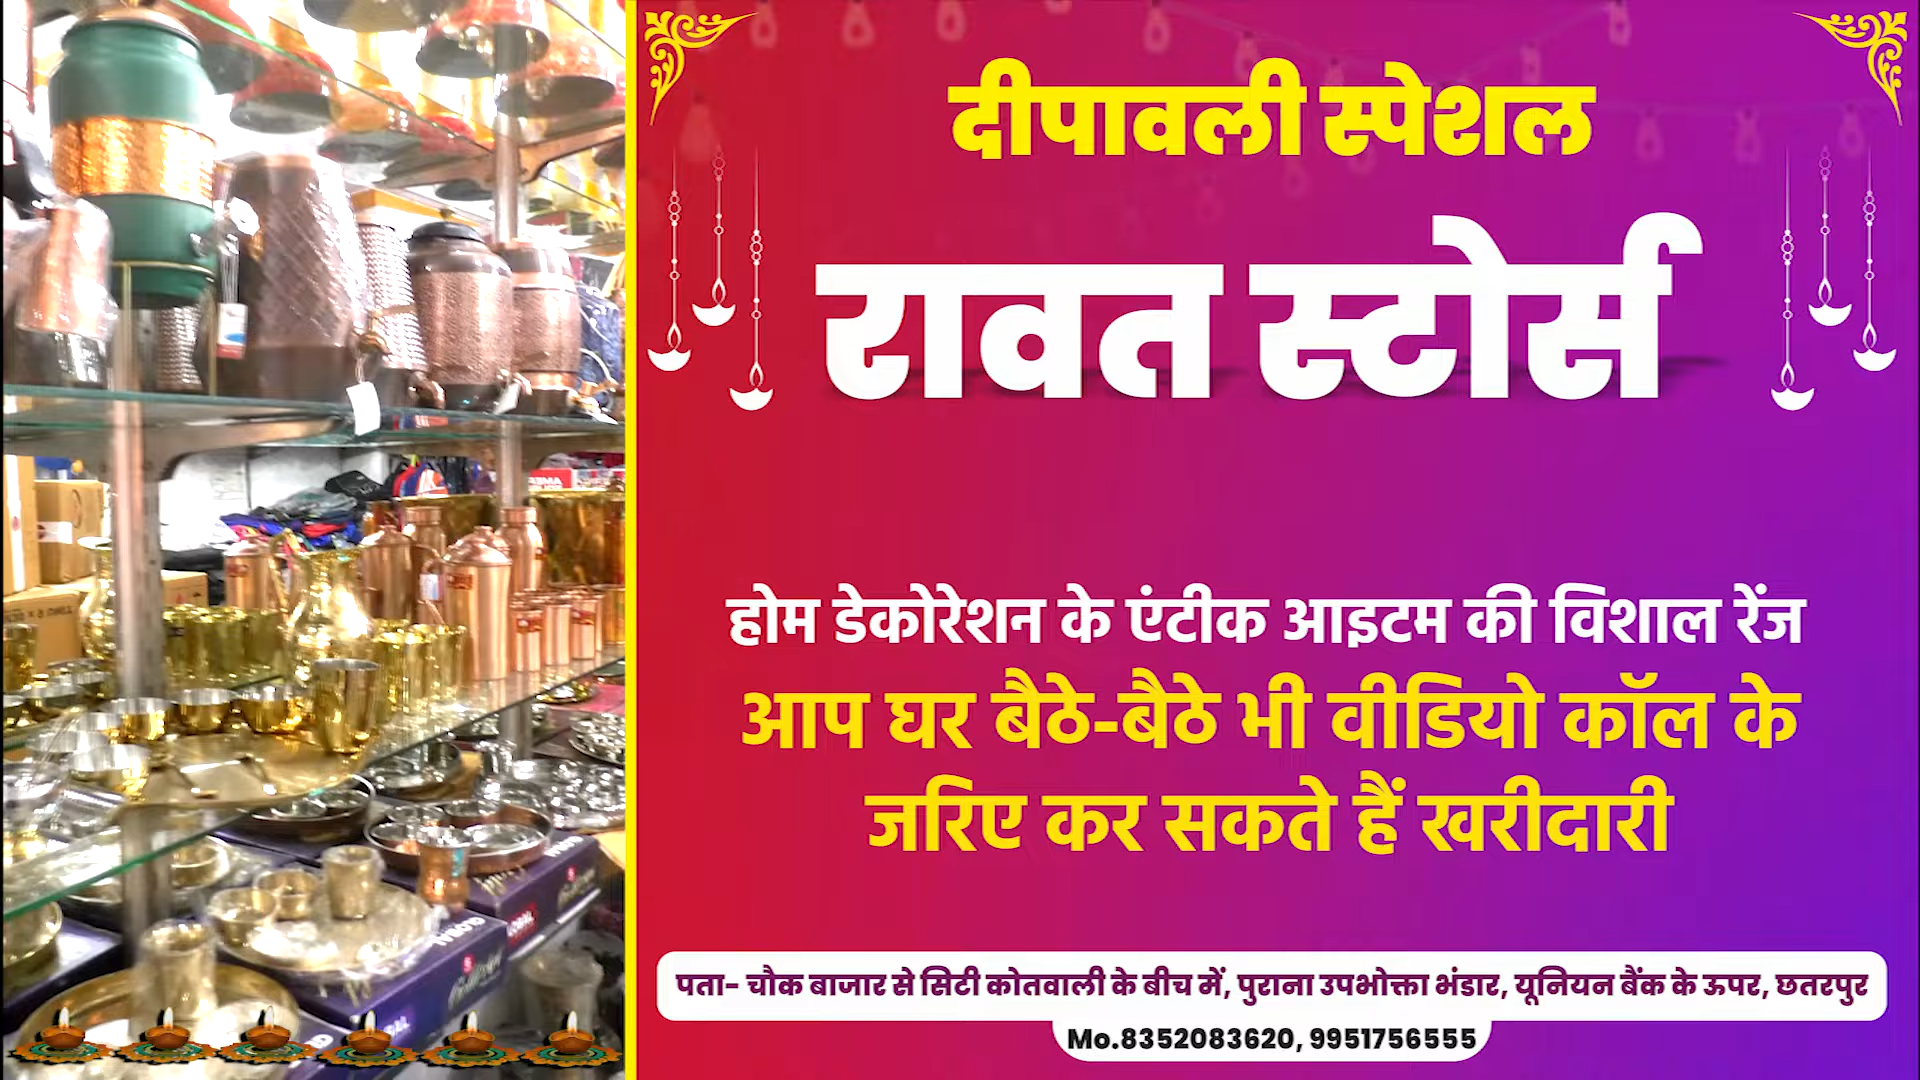 दीपावली स्पेशल
रावत स्टोर्स
होम डेकोरेशन के एंटीक आइटम की विशाल रेंज
आप घर बैठे-बैठे भी वीडियो कॉल के
जरिए कर सकते हैं खरीदारी
पता- चौक बाजार से सिटी कोतवाली के बीच में, पुराना उपभोक्ता भंडार, यूनियन बैंक के ऊपर, छतरपुर
Mo.8352083620, 9951756555